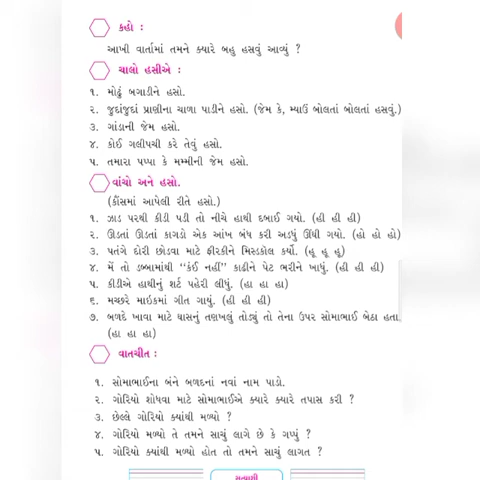 કહો :
આખી વાર્તામાં તમને ક્યારે બહુ હસવું આવ્યું ?
ચાલો હસીએ :
૧. મોઢું બગાડીને હસો.
૨. જુદાંજુદાં પ્રાણીના ચાળા પાડીને હસો. (જેમ કે, મ્યાઉં બોલતાં બોલતાં હસવું.)
૩. ગાંડાની જેમ હસો.
૪. કોઈ ગલીપચી કરે તેવું હસો.
૫. તમારા પપ્પા કે મમ્મીની જેમ હસો.
વાંચો અને હસો.
(કૌંસમાં આપેલી રીતે હસો.)
૧. ઝાડ પરથી કીડી પડી તો નીચે હાથી દબાઈ ગયો. (હી હી હી)
૨. ઊડતાં ઊડતાં કાગડો એક આંખ બંધ કરી અડધું ઊંઘી ગયો. (હો હો હો)
૩. પતંગે દોરી છોડવા માટે ફીરકીને મિસ્ડકોલ કર્યો. (હૂ હૂ હૂ)
૪. મેં તો ડબ્બામાંથી “કંઈ નહીં” કાઢીને પેટ ભરીને ખાધું. (હી હી હી)
૫. કીડીએ હાથીનું શર્ટ પહેરી લીધું. (હા હા હા)
૬. મચ્છરે માઇકમાં ગીત ગાયું. (હી હી હી)
૭. બળદે ખાવા માટે ઘાસનું તણખલું તોડ્યું તો તેના ઉપર સોમાભાઈ બેઠા હતા.
(હા હા હા)
વાતચીત :
૧. સોમાભાઈના બંને બળદનાં નવાં નામ પાડો.
૨. ગોરિયો શોધવા માટે સોમાભાઈએ ક્યારે ક્યારે તપાસ કરી ?
૩. છેલ્લે ગોરિયો ક્યાંથી મળ્યો ?
૪. ગોરિયો મળ્યો તે તમને સાચું લાગે છે કે ગપ્પું ?
૫. ગોરિયો ક્યાંથી મળ્યો હોત તો તમને સાચું લાગત ?
સત્યાશી